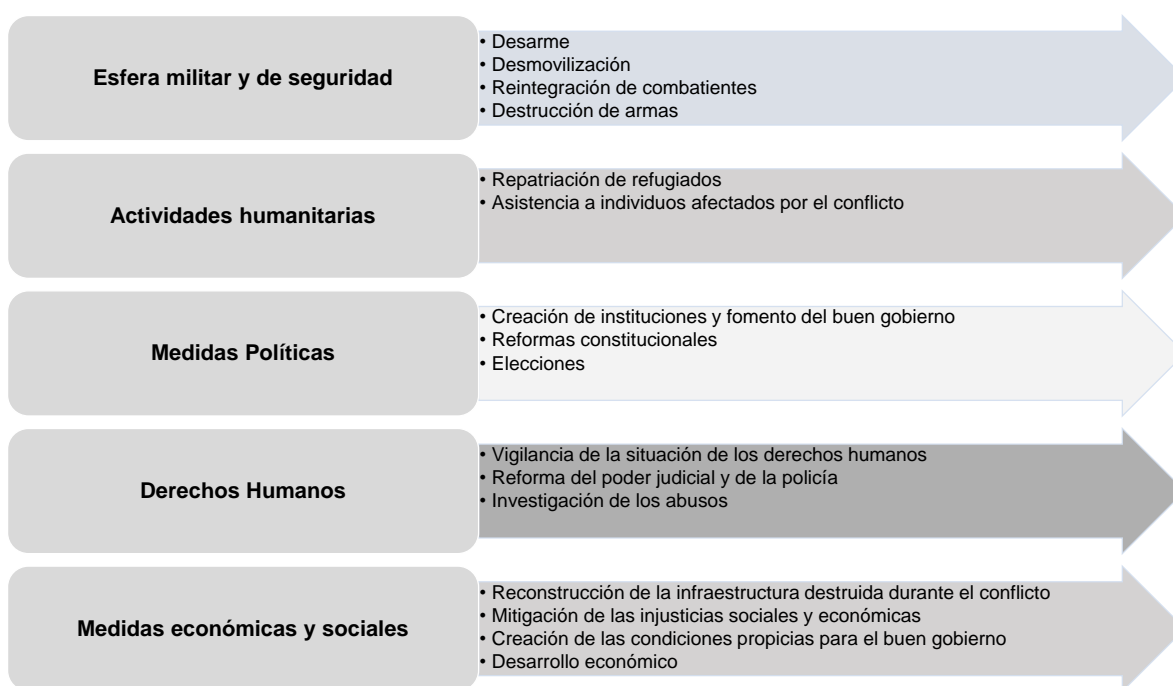 Esfera militar y de seguridad
• Desarme
• Desmovilización
• Reintegración de combatientes
• Destrucción de armas
Actividades humanitarias
• Repatriación de refugiados
• Asistencia a individuos afectados por el conflicto
Medidas Políticas
• Creación de instituciones y fomento del buen gobierno
• Reformas constitucionales
• Elecciones
Derechos Humanos
• Vigilancia de la situación de los derechos humanos
• Reforma del poder judicial y de la policía
• Investigación de los abusos
Medidas económicas y sociales
• Reconstrucción de la infraestructura destruida durante el conflicto
• Mitigación de las injusticias sociales y económicas
• Creación de las condiciones propicias para el buen gobierno
• Desarrollo económico